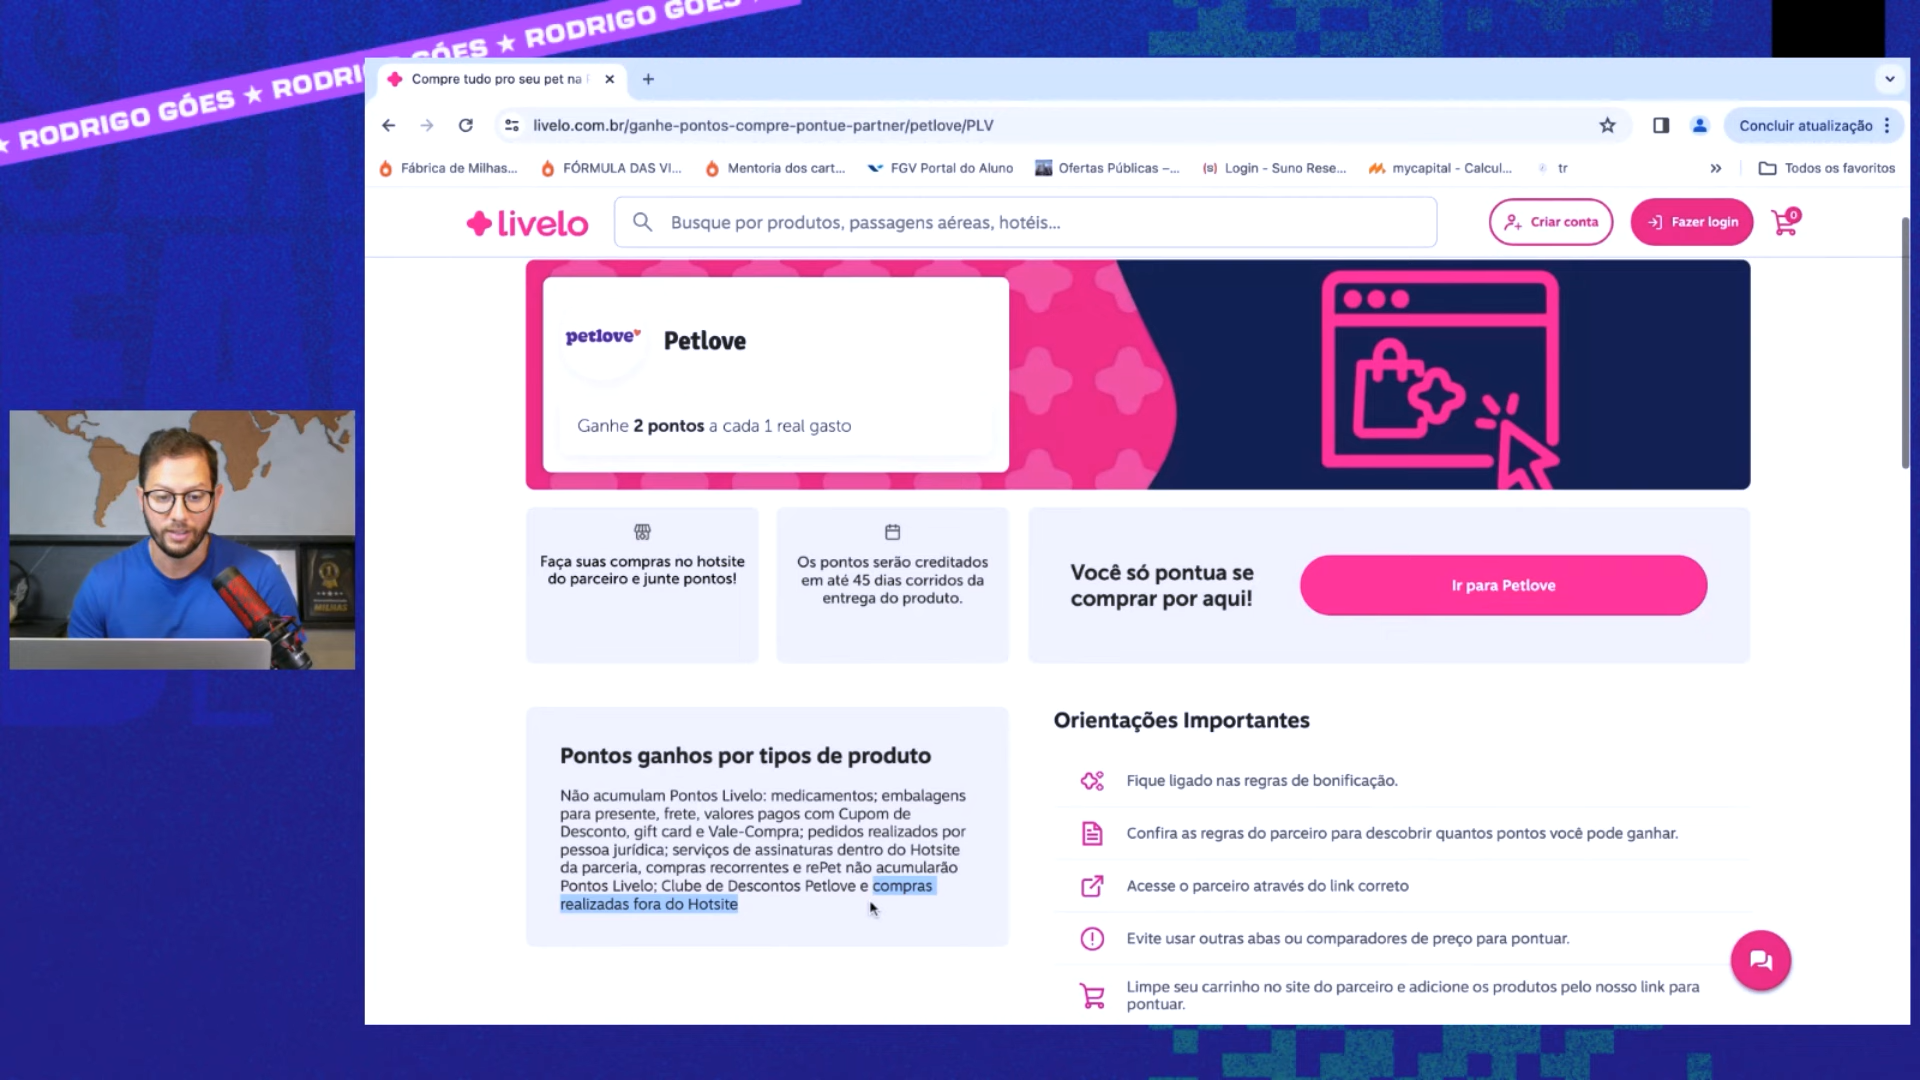 ★ RODRIGO GÓES ★ RODRIGO GÓES ★ RODRIGO GÓES
Compre tudo pro seu pet na
livelo.com.br/ganhe-pontos-compre-pontue-partner/petlove/PLV
Concluir atualização
Fábrica de Milhas...
FÓRMULA DAS VI...
Mentoria dos cart...
FGV Portal do Aluno
Ofertas Públicas –...
Login - Suno Rese...
mycapital - Calcul...
tr
Todos os favoritos
livelo
Busque por produtos, passagens aéreas, hotéis...
Criar conta
Fazer login
0
petlove
Petlove
Ganhe 2 pontos a cada 1 real gasto
Faça suas compras no hotsite
do parceiro e junte pontos!
Os pontos serão creditados
em até 45 dias corridos da
entrega do produto.
Você só pontua se
comprar por aqui!
Ir para Petlove
MILHAS
Pontos ganhos por tipos de produto
Não acumulam Pontos Livelo: medicamentos; embalagens
para presente, frete, valores pagos com Cupom de
Desconto, gift card e Vale-Compra; pedidos realizados por
pessoa jurídica; serviços de assinaturas dentro do Hotsite
da parceria, compras recorrentes e rePet não acumularão
Pontos Livelo; Clube de Descontos Petlove e compras
realizadas fora do Hotsite
Orientações Importantes
Fique ligado nas regras de bonificação.
Confira as regras do parceiro para descobrir quantos pontos você pode ganhar.
Acesse o parceiro através do link correto
Evite usar outras abas ou comparadores de preço para pontuar.
Limpe seu carrinho no site do parceiro e adicione os produtos pelo nosso link para
pontuar.